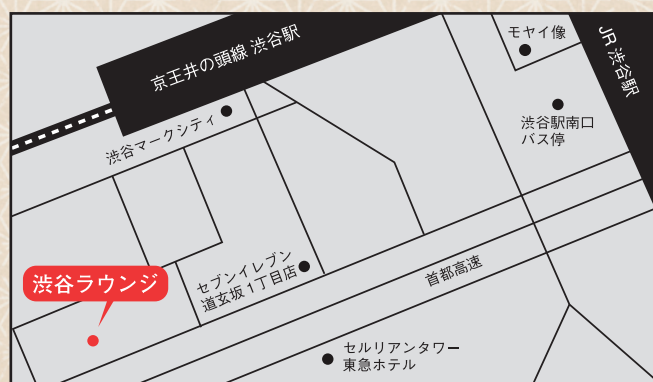 京王井の頭線 渋谷駅
モヤイ像
JR 渋谷駅
渋谷マークシティ
渋谷駅南口
バス停
セブンイレブン
道玄坂1丁目店
首都高速
渋谷ラウンジ
セルリアンタワー
東急ホテル